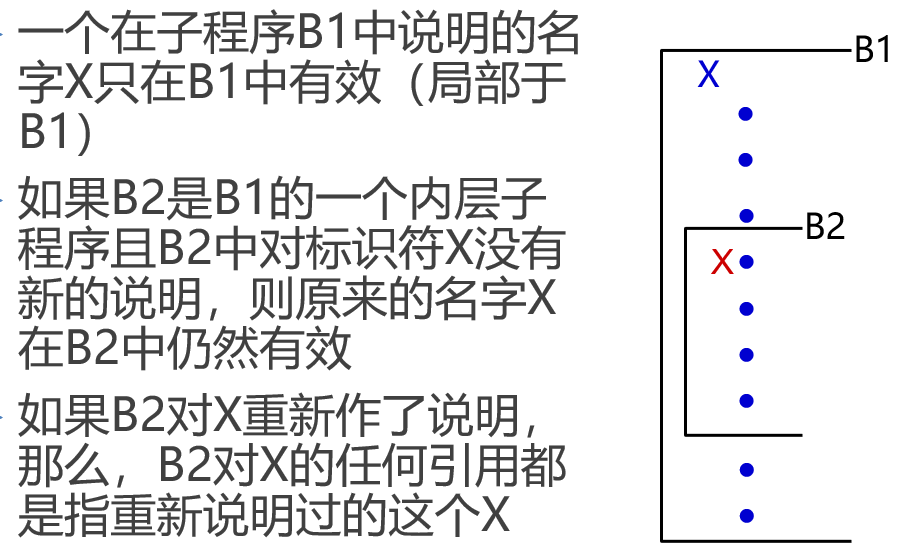 一个在子程序B1中说明的名
字X只在B1中有效（局部于
B1）
如果B2是B1的一个内层子
程序且B2中对标识符X没有
新的说明，则原来的名字X
在B2中仍然有效
如果B2对X重新作了说明，
那么，B2对X的任何引用都
是指重新说明过的这个X
B1
X
B2
X